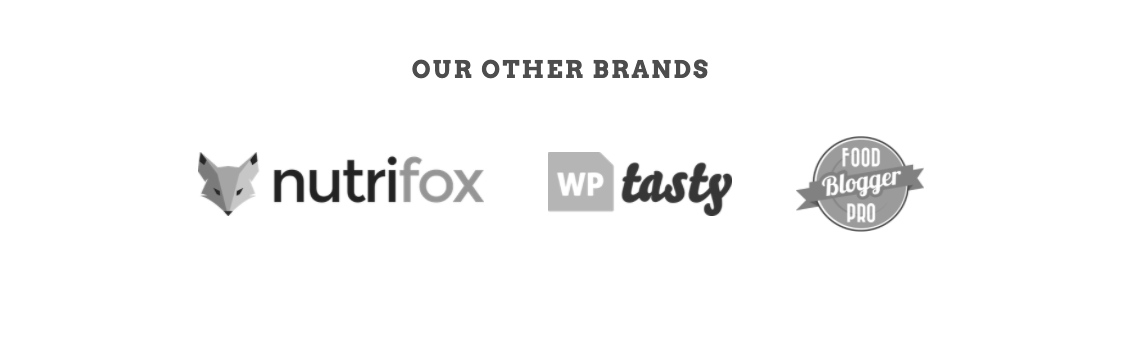 OUR OTHER BRANDS
nutrifox
WP tasty
FOOD
Blogger
PRO